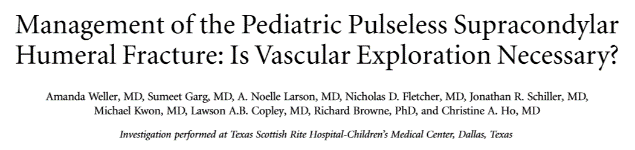 Management of the Pediatric Pulseless Supracondylar
Humeral Fracture: Is Vascular Exploration Necessary?
Amanda Weller, MD, Sumeet Garg, MD, A. Noelle Larson, MD, Nicholas D. Fletcher, MD, Jonathan R. Schiller, MD,
Michael Kwon, MD, Lawson A.B. Copley, MD, Richard Browne, PhD, and Christine A. Ho, MD
Investigation performed at Texas Scottish Rite Hospital-Children's Medical Center, Dallas, Texas